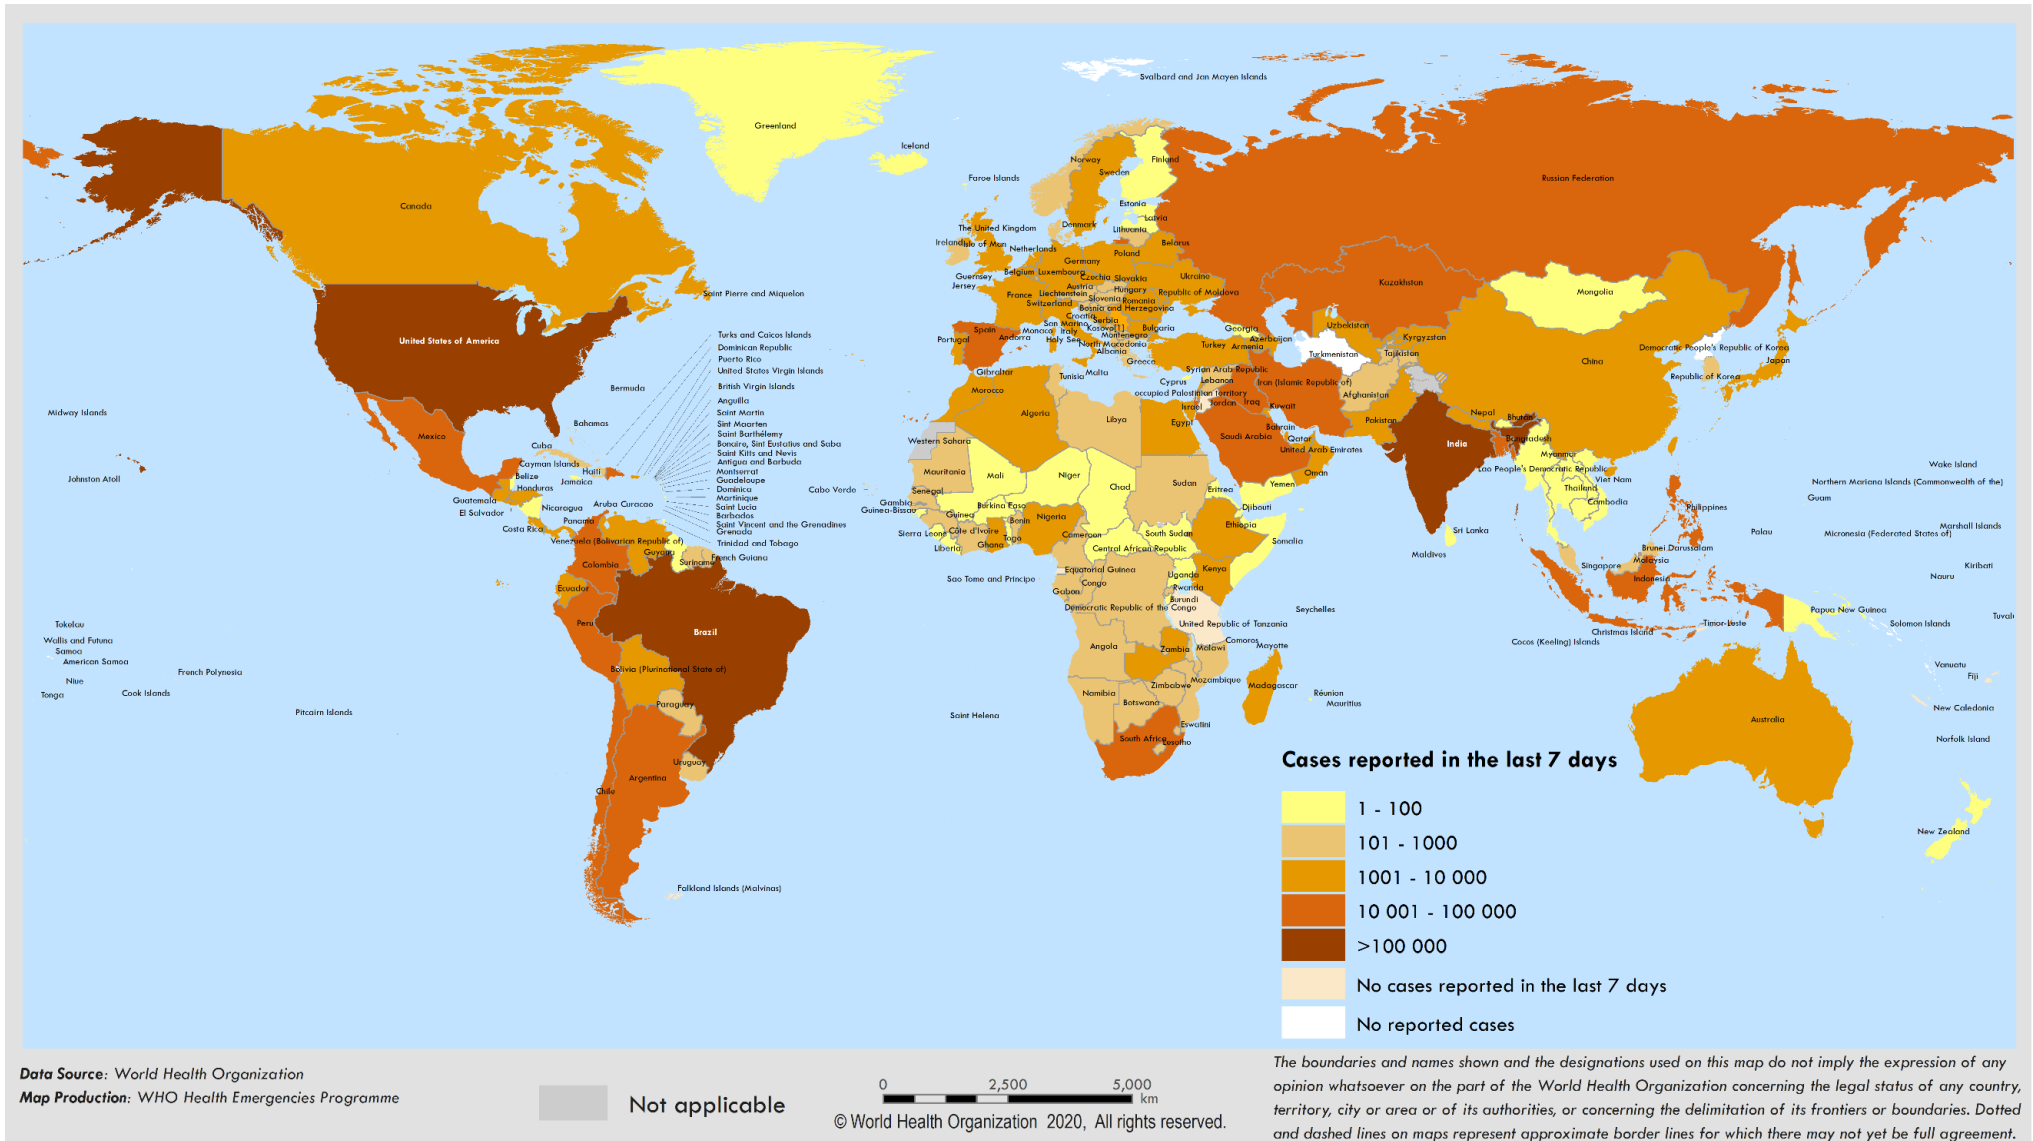 Svalbard and Jan Mayen Islands
Greenland
Iceland
Norway
Finland
Faroe Islands
Sweden
Russian Federation
Canada
Estonia
Latvia
Denmark
Lithuania
The United Kingdom
Ireland
Isle of Man
Netherlands
Belarus
Poland
Germany
Guernsey
Belgium
Luxembourg
Czechia
Slovakia
Ukraine
Jersey
Austria
Hungary
Kazakhstan
Mongolia
Saint Pierre and Miquelon
France
Liechtenstein
Slovenia
Romania
Republic of Moldova
Switzerland
Bosnia and Herzegovina
Croatia
Serbia
San Marino
Kosovo[1]
Bulgaria
Georgia
Uzbekistan
Spain
Monaco
Italy
Montenegro
Portugal
Andorra
Holy See
North Macedonia
Albania
Turkey
Armenia
Azerbaijan
Kyrgyzstan
Turkmenistan
Tajikistan
Democratic People's Republic of Korea
Japan
United States of America
Greece
China
Turks and Caicos Islands
Dominican Republic
Puerto Rico
United States Virgin Islands
British Virgin Islands
Anguilla
Saint Martin
Sint Maarten
Saint Barthélemy
Bonairo, Sint Eustatius and Saba
Saint Kitts and Nevis
Antigua and Barbuda
Montserrat
Guadeloupe
Dominica
Martinique
Saint Lucia
Barbados
Saint Vincent and the Grenadines
Grenada
Trinidad and Tobago
Bermuda
Gibraltar
Tunisia
Malta
Cyprus
Syrian Arab Republic
Lebanon
Iran (Islamic Republic of)
Republic of Korea
Morocco
occupied Palestinian Territory
Israel
Jordan
Iraq
Kuwait
Afghanistan
Midway Islands
Algeria
Libya
Egypt
Pakistan
Nepal
Bhutan
Bahamas
Mexico
Western Sahara
Saudi Arabia
Bahrain
Qatar
United Arab Emirates
India
Bangladesh
Myanmar
Cuba
Cayman Islands
Haiti
Oman
Lao People's Democratic Republic
Viet Nam
Wake Island
Johnston Atoll
Belize
Jamaica
Honduras
Mauritania
Mali
Niger
Chad
Sudan
Eritrea
Yemen
Thailand
Cambodia
Northern Mariana Islands (Commonwealth of the)
Guam
Guatemala
El Salvador
Nicaragua
Aruba
Curacao
Cabo Verde
Senegal
Gambia
Guinea-Bissau
Guinea
Burkina Faso
Benin
Nigeria
Djibouti
Philippines
Costa Rica
Panama
Venezuela (Bolivarian Republic of)
Guyana
Suriname
French Guiana
Sierra Leone
Côte d'Ivoire
Liberia
Ghana
Togo
Cameroon
South Sudan
Central African Republic
Ethiopia
Somalia
Sri Lanka
Maldives
Palau
Marshall Islands
Micronesia (Federated States of)
Brunei Darussalam
Malaysia
Singapore
Indonesia
Colombia
Ecuador
Sao Tome and Principe
Equatorial Guinea
Gabon
Congo
Uganda
Kenya
Rwanda
Burundi
Democratic Republic of the Congo
Kiribati
Nauru
Seychelles
Papua New Guinea
Tuval
Tokelau
Wallis and Futuna
Samoa
American Samoa
Peru
Brazil
United Republic of Tanzania
Timor-Leste
Christmas Island
Cocos (Keeling) Islands
Solomon Islands
French Polynesia
Niue
Tonga
Cook Islands
Bolivia (Plurinational State of)
Angola
Zambia
Malawi
Comoros
Mayotte
Vanuatu
Fiji
Pitcairn Islands
Paraguay
Namibia
Zimbabwe
Mozambique
Botswana
Madagascar
Réunion
Mauritius
Saint Helena
Eswatini
South Africa
Lesotho
Australia
New Caledonia
Norfolk Island
Uruguay
Argentina
Chile
New Zealand
Falkland Islands (Malvinas)
Cases reported in the last 7 days
1 - 100
101 - 1000
1001 - 10 000
10 001 - 100 000
>100 000
No cases reported in the last 7 days
No reported cases
Data Source: World Health Organization
Map Production: WHO Health Emergencies Programme
Not applicable
0 2,500 5,000
km
© World Health Organization 2020, All rights reserved.
The boundaries and names shown and the designations used on this map do not imply the expression of any
opinion whatsoever on the part of the World Health Organization concerning the legal status of any country,
territory, city or area or of its authorities, or concerning the delimitation of its frontiers or boundaries. Dotted
and dashed lines on maps represent approximate border lines for which there may not yet be full agreement.